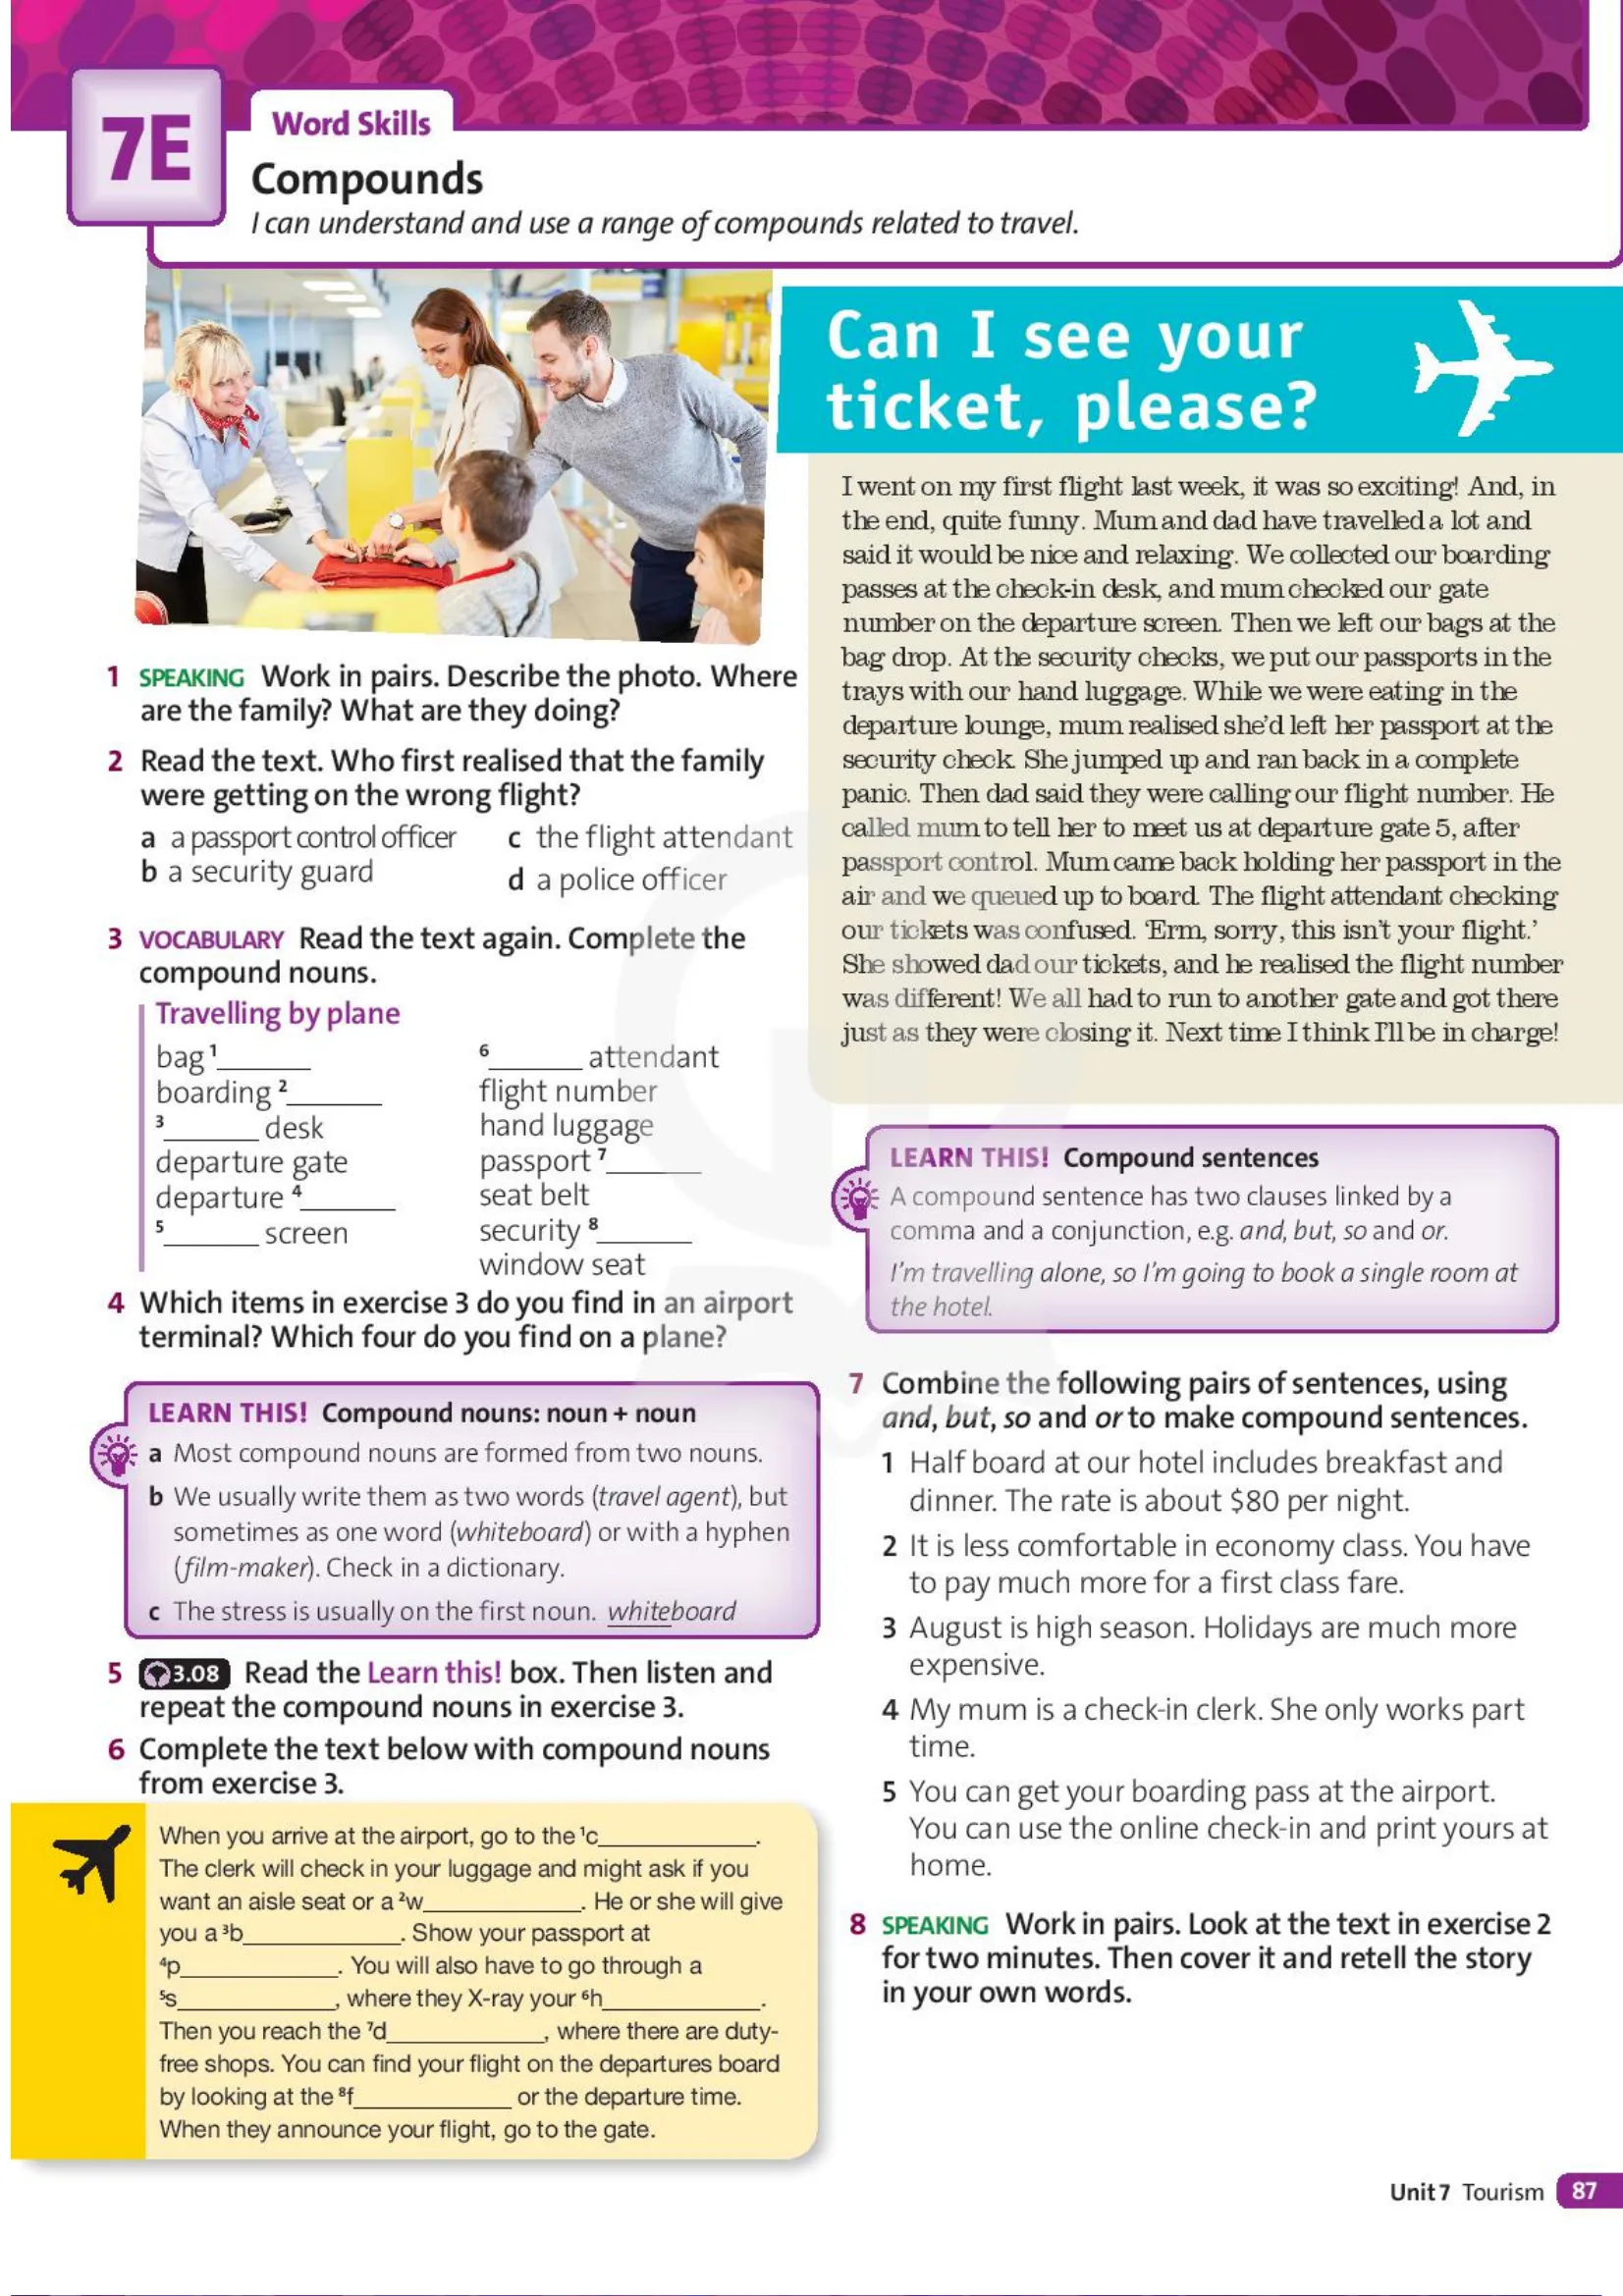 7E
Word Skills
Compounds
I can understand and use a range of compounds related to travel.
1 SPEAKING Work in pairs. Describe the photo. Where
are the family? What are they doing?
2 Read the text. Who first realised that the family
were getting on the wrong flight?
a a passport control officer c the flight attendant
b a security guard d a police officer
3 VOCABULARY Read the text again. Complete the
compound nouns.
Travelling by plane
bag 1______
boarding 2______
3______ desk
departure gate
departure 4______
5______ screen
6______ attendant
flight number
hand luggage
passport 7______
seat belt
security 8______
window seat
4 Which items in exercise 3 do you find in an airport
terminal? Which four do you find on a plane?
LEARN THIS! Compound nouns: noun + noun
a Most compound nouns are formed from two nouns.
b We usually write them as two words (travel agent), but
sometimes as one word (whiteboard) or with a hyphen
(film-maker). Check in a dictionary.
c The stress is usually on the first noun. whiteboard
5 3.08 Read the Learn this! box. Then listen and
repeat the compound nouns in exercise 3.
6 Complete the text below with compound nouns
from exercise 3.
When you arrive at the airport, go to the 1c__________.
The clerk will check in your luggage and might ask if you
want an aisle seat or a 2w__________. He or she will give
you a 3b__________. Show your passport at
4p__________. You will also have to go through a
5s__________, where they X-ray your 6h__________.
Then you reach the 7d__________, where there are duty-
free shops. You can find your flight on the departures board
by looking at the 8f__________ or the departure time.
When they announce your flight, go to the gate.
Can I see your
ticket, please?
I went on my first flight last week, it was so exciting! And, in
the end, quite funny. Mum and dad have travelled a lot and
said it would be nice and relaxing. We collected our boarding
passes at the check-in desk, and mum checked our gate
number on the departure screen. Then we left our bags at the
bag drop. At the security checks, we put our passports in the
trays with our hand luggage. While we were eating in the
departure lounge, mum realised she'd left her passport at the
security check. She jumped up and ran back in a complete
panic. Then dad said they were calling our flight number. He
called mum to tell her to meet us at departure gate 5, after
passport control. Mum came back holding her passport in the
air and we queued up to board. The flight attendant checking
our tickets was confused. 'Erm, sorry, this isn't your flight.'
She showed dad our tickets, and he realised the flight number
was different! We all had to run to another gate and got there
just as they were closing it. Next time I think I'll be in charge!
LEARN THIS! Compound sentences
A compound sentence has two clauses linked by a
comma and a conjunction, e.g. and, but, so and or.
I'm travelling alone, so I'm going to book a single room at
the hotel.
7 Combine the following pairs of sentences, using
and, but, so and or to make compound sentences.
1 Half board at our hotel includes breakfast and
dinner. The rate is about $80 per night.
2 It is less comfortable in economy class. You have
to pay much more for a first class fare.
3 August is high season. Holidays are much more
expensive.
4 My mum is a check-in clerk. She only works part
time.
5 You can get your boarding pass at the airport.
You can use the online check-in and print yours at
home.
8 SPEAKING Work in pairs. Look at the text in exercise 2
for two minutes. Then cover it and retell the story
in your own words.
Unit 7 Tourism 87